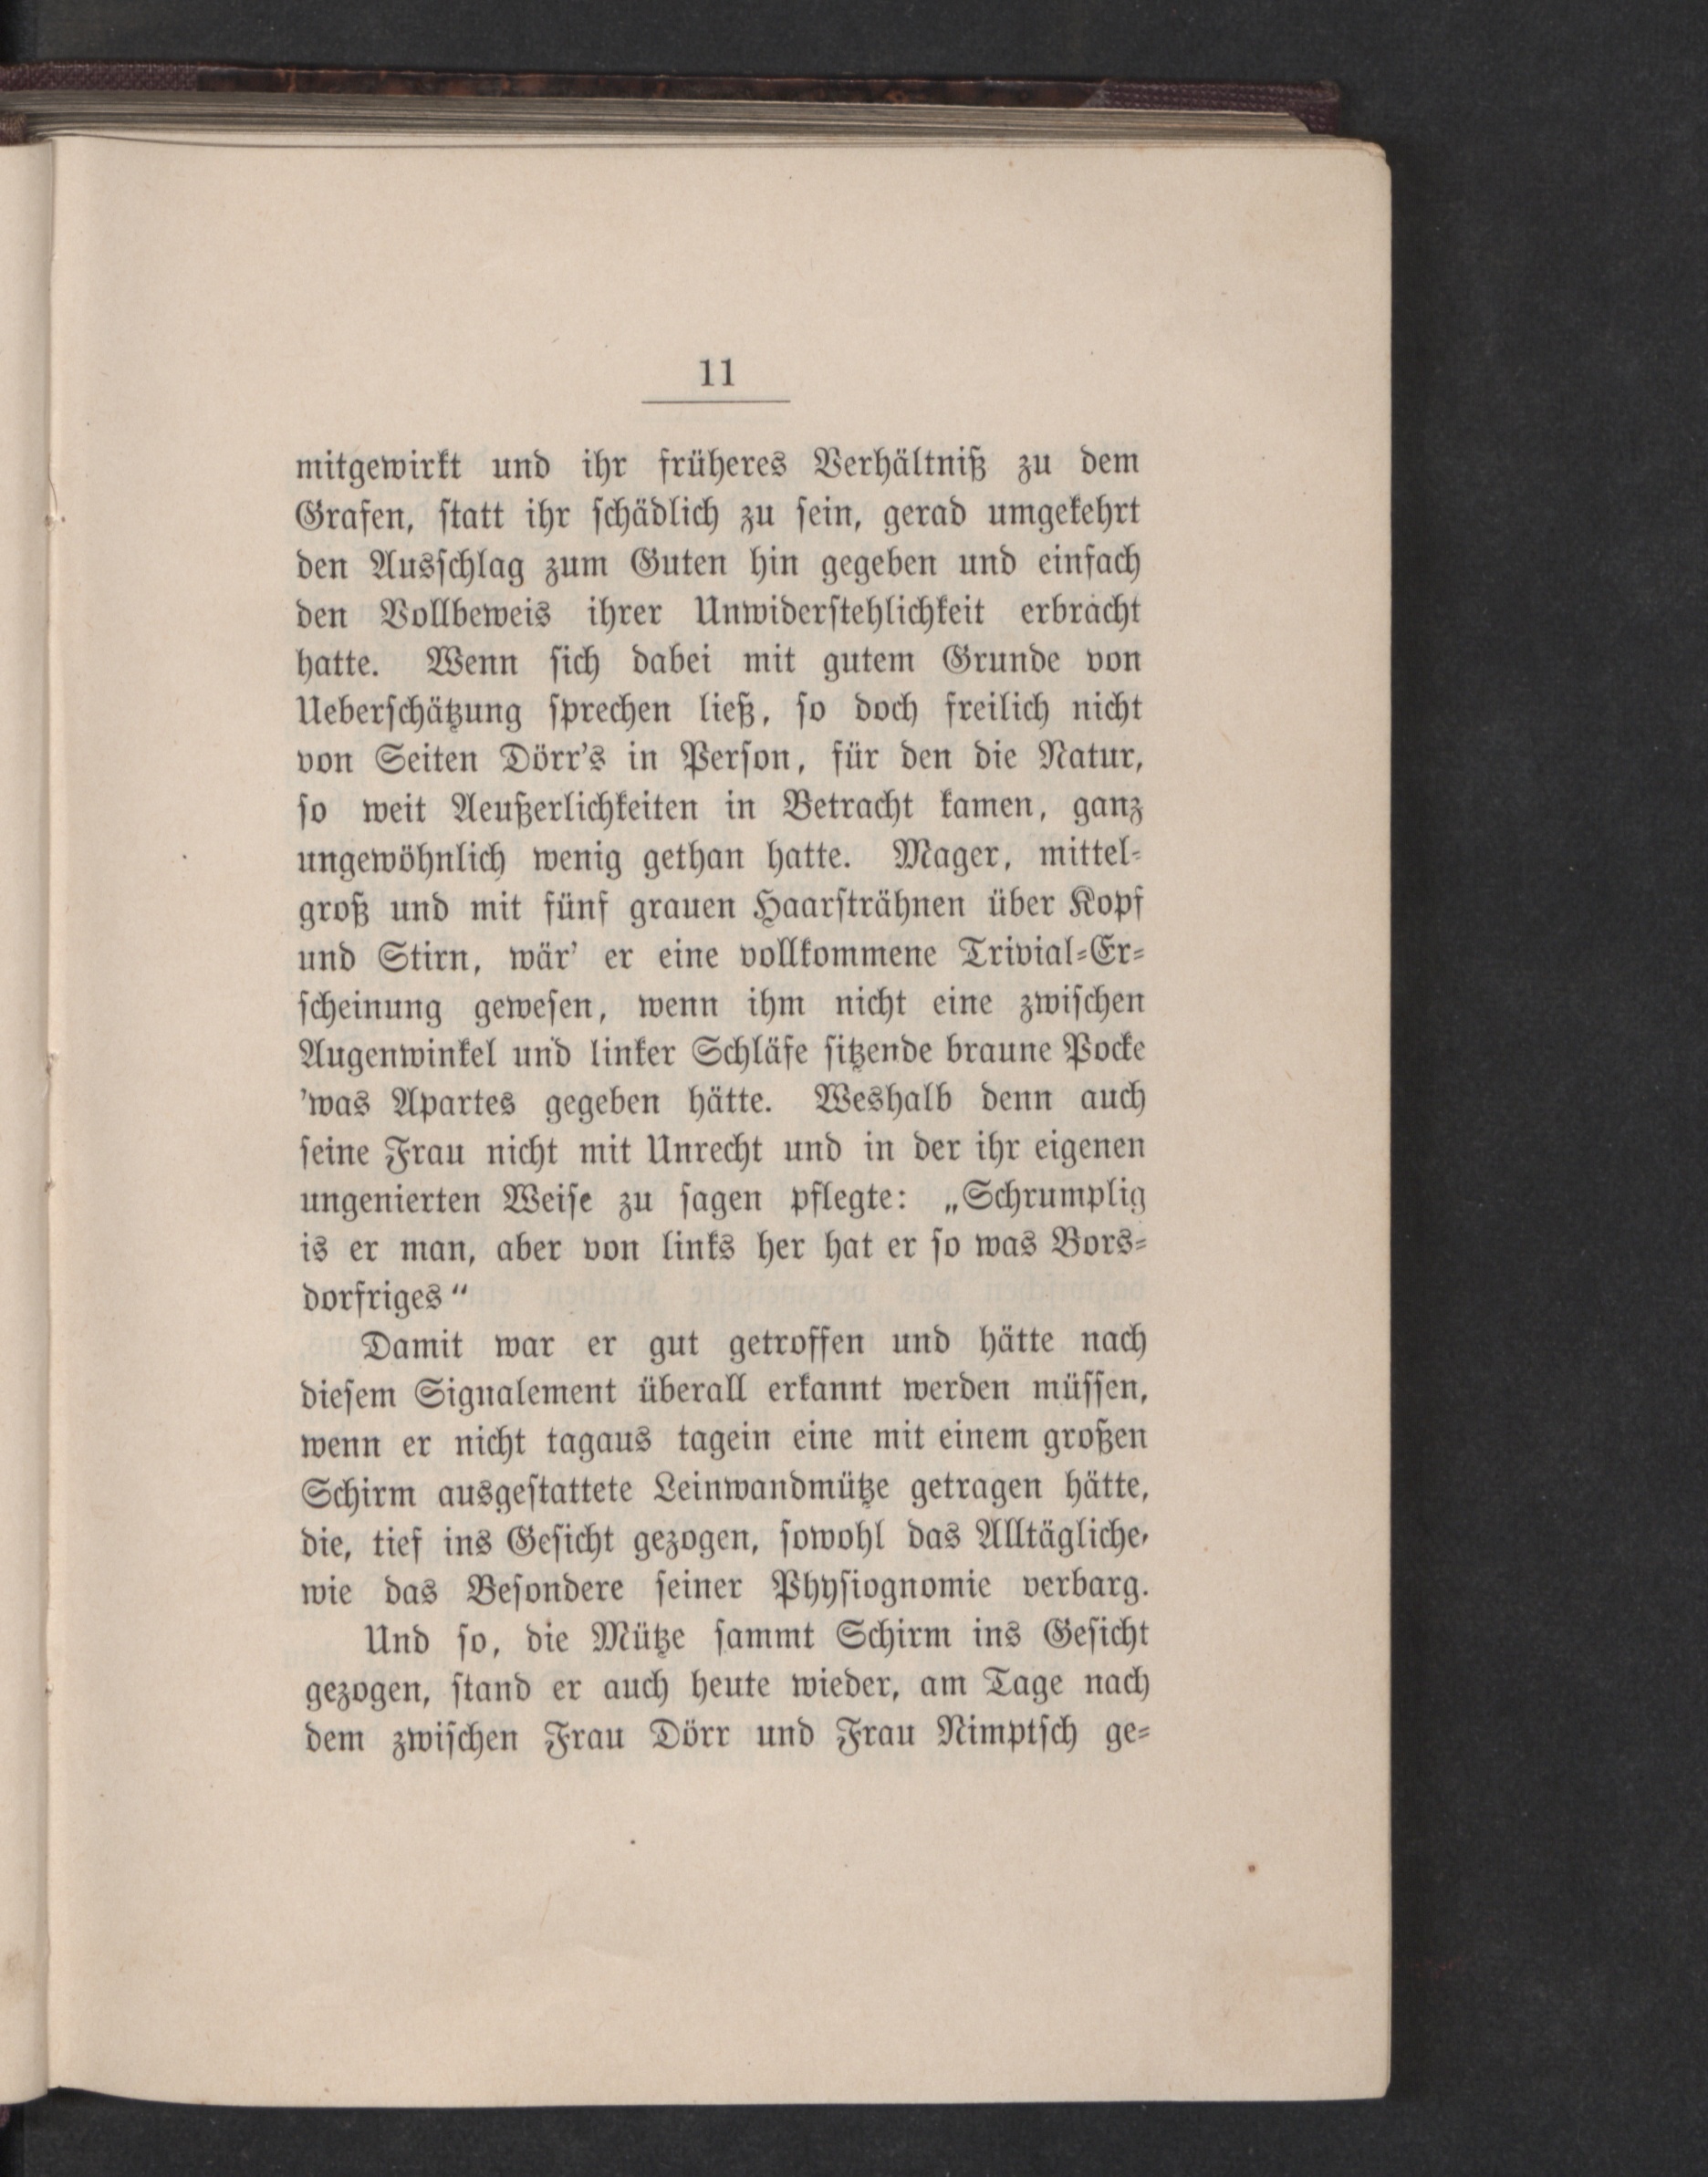 11
mitgewirkt und ihr früheres Verhältniß zu dem
Grafen, ſtatt ihr ſchädlich zu ſein, gerad umgekehrt
den Ausſchlag zum Guten hin gegeben und einfach
den Vollbeweis ihrer Unwiderſtehlichkeit erbracht
hatte. Wenn ſich dabei mit gutem Grunde von
Ueberſchätzung ſprechen ließ, ſo doch freilich nicht
von Seiten Dörr's in Perſon, für den die Natur,
ſo weit Aeußerlichkeiten in Betracht kamen, ganz
ungewöhnlich wenig gethan hatte. Mager, mittel-
groß und mit fünf grauen Haarſträhnen über Kopf
und Stirn, wär' er eine vollkommene Trivial-Er-
ſcheinung geweſen, wenn ihm nicht eine zwiſchen
Augenwinkel und linker Schläfe ſitzende braune Pocke
'was Apartes gegeben hätte. Weshalb denn auch
ſeine Frau nicht mit Unrecht und in der ihr eigenen
ungenierten Weiſe zu ſagen pflegte: „Schrumplig
is er man, aber von links her hat er ſo was Bors-
dorfriges“
Damit war er gut getroffen und hätte nach
dieſem Signalement überall erkannt werden müſſen,
wenn er nicht tagaus tagein eine mit einem großen
Schirm ausgeſtattete Leinwandmütze getragen hätte,
die, tief ins Geſicht gezogen, ſowohl das Alltägliche,
wie das Beſondere ſeiner Phyſiognomie verbarg.
Und ſo, die Mütze ſammt Schirm ins Geſicht
gezogen, ſtand er auch heute wieder, am Tage nach
dem zwiſchen Frau Dörr und Frau Nimptſch ge-